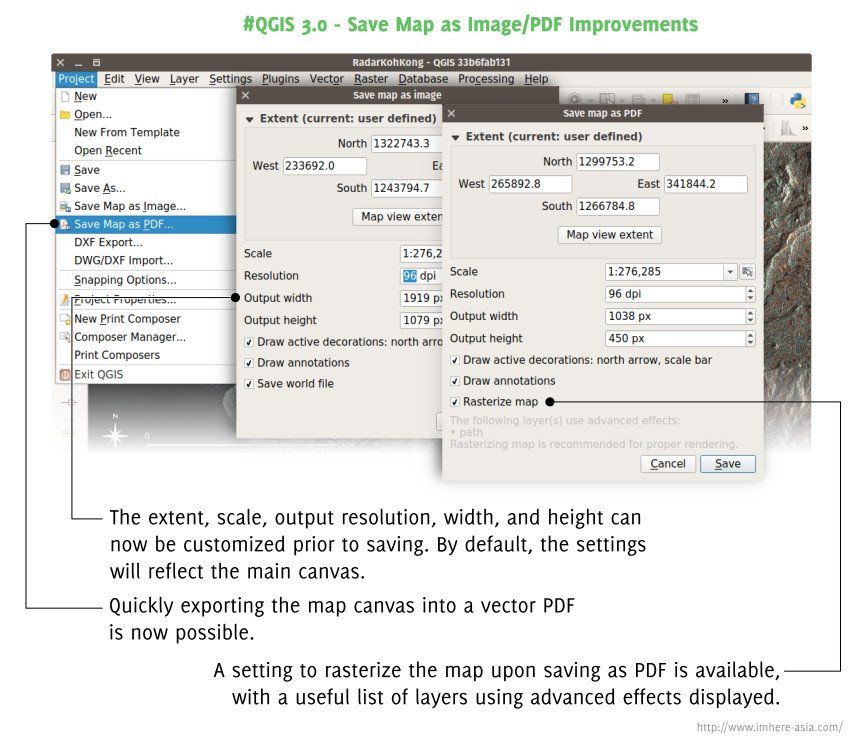 #QGIS 3.0 - Save Map as Image/PDF Improvements
RadarKohKong - QGIS 33b6fab131
Project Edit View Layer Settings Plugins Vector Raster Database Processing Help
New
Open...
New From Template
Open Recent
Save
Save As...
Save Map as Image...
Save Map as PDF...
DXF Export...
DWG/DXF Import...
Snapping Options...
Project Properties...
New Print Composer
Composer Manager...
Print Composers
Exit QGIS
N
0
km
Save map as image
Extent (current: user defined)
North 1322743.3
West 233692.0
South 1243794.7
Map view exten
Scale 1:276,2
Resolution 96 dpi
Output width 1919 px
Output height 1079 px
Draw active decorations: north arro
Draw annotations
Save world file
Save map as PDF
Extent (current: user defined)
North 1299753.2
West 265892.8 East 341844.2
South 1266784.8
Map view extent
Scale 1:276,285
Resolution 96 dpi
Output width 1038 px
Output height 450 px
Draw active decorations: north arrow, scale bar
Draw annotations
Rasterize map
The following layer(s) use advanced effects:
• path
Rasterizing map is recommended for proper rendering.
Cancel Save
The extent, scale, output resolution, width, and height can
now be customized prior to saving. By default, the settings
will reflect the main canvas.
Quickly exporting the map canvas into a vector PDF
is now possible.
A setting to rasterize the map upon saving as PDF is available,
with a useful list of layers using advanced effects displayed.
http://www.imhere-asia.com/